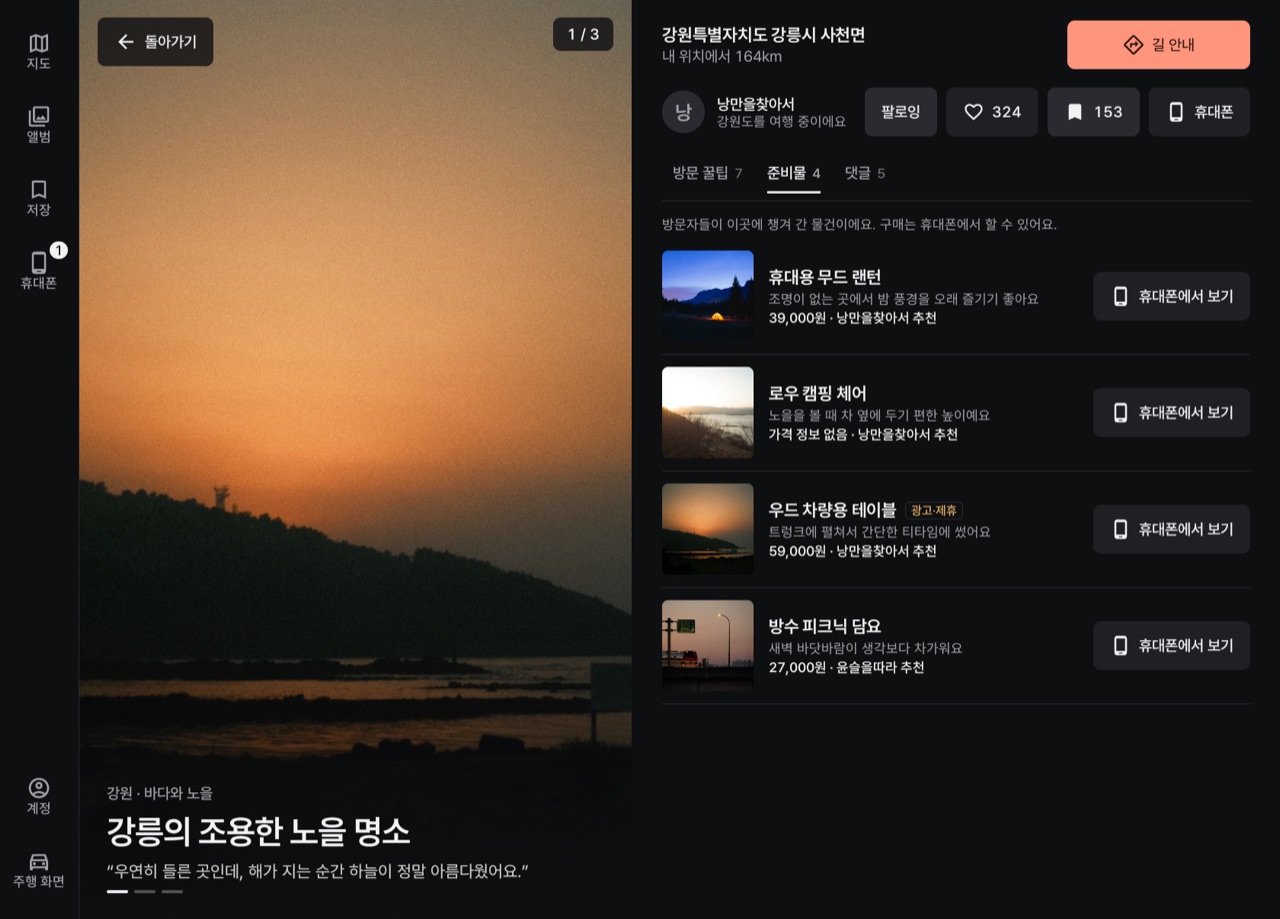 지도
앨범
저장
1
휴대폰
계정
주행 화면
돌아가기
1 / 3
강원 · 바다와 노을
강릉의 조용한 노을 명소
“우연히 들른 곳인데, 해가 지는 순간 하늘이 정말 아름다웠어요.”
강원특별자치도 강릉시 사천면
내 위치에서 164km
길 안내
낭
낭만을찾아서
강원도를 여행 중이에요
팔로잉
324
153
휴대폰
방문 꿀팁 7
준비물 4
댓글 5
방문자들이 이곳에 챙겨 간 물건이에요. 구매는 휴대폰에서 할 수 있어요.
휴대용 무드 랜턴
조명이 없는 곳에서 밤 풍경을 오래 즐기기 좋아요
39,000원 · 낭만을찾아서 추천
휴대폰에서 보기
로우 캠핑 체어
노을을 볼 때 차 옆에 두기 편한 높이예요
가격 정보 없음 · 낭만을찾아서 추천
휴대폰에서 보기
우드 차량용 테이블 광고·제휴
트렁크에 펼쳐서 간단한 티타임에 썼어요
59,000원 · 낭만을찾아서 추천
휴대폰에서 보기
방수 피크닉 담요
새벽 바닷바람이 생각보다 차가워요
27,000원 · 윤슬을따라 추천
휴대폰에서 보기